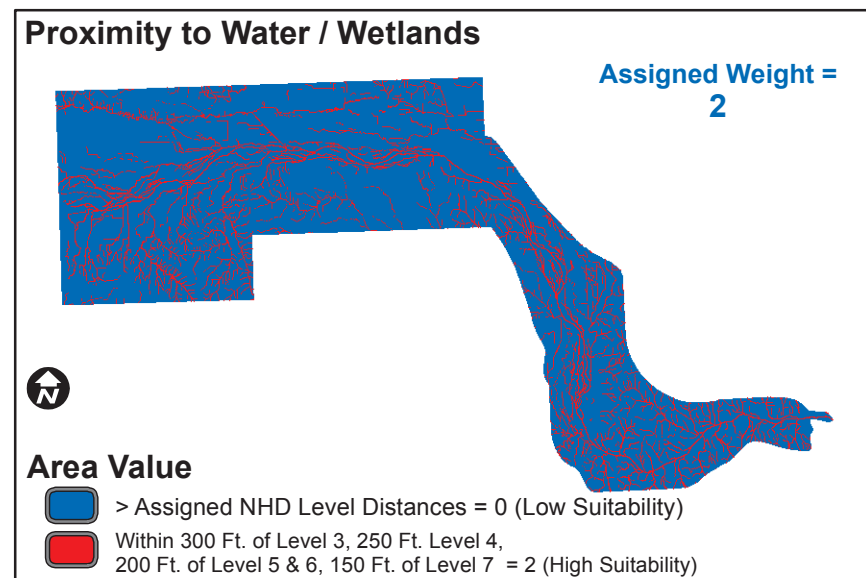 Proximity to Water / Wetlands
Assigned Weight =
2
N
Area Value
> Assigned NHD Level Distances = 0 (Low Suitability)
Within 300 Ft. of Level 3, 250 Ft. Level 4,
200 Ft. of Level 5 & 6, 150 Ft. of Level 7 = 2 (High Suitability)